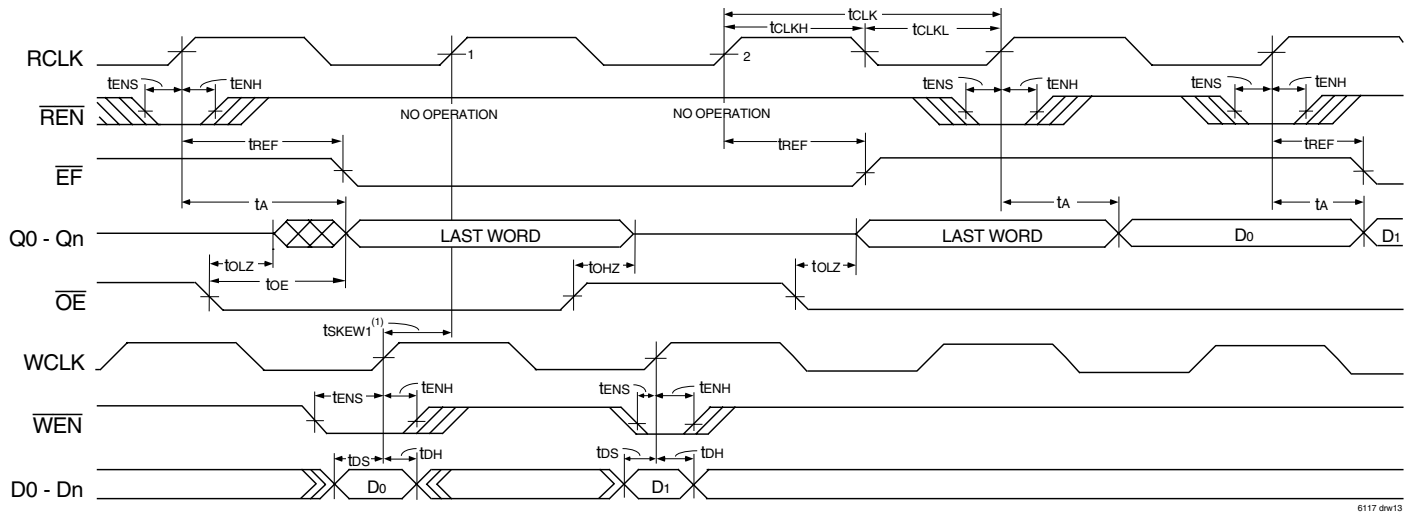 tCLK
tCLKH tCLKL
RCLK 1 2
tENS tENH tENS tENH tENS tENH
REN NO OPERATION NO OPERATION
tREF tREF tREF
EF
tA tA tA
Q0 - Qn LAST WORD LAST WORD D0 D1
tOLZ tOHZ tOLZ
tOE
OE
tSKEW1(1)
WCLK
tENS tENH tENS tENH
WEN
tDS tDH tDS tDH
D0 - Dn D0 D1
6117 drw13